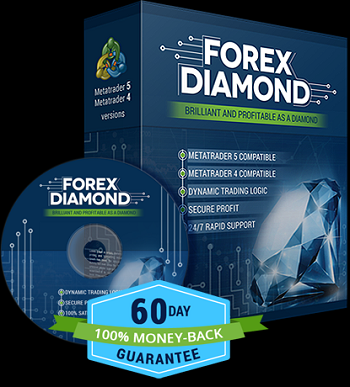 Metatrader 5
Metatrader 4
versions
FOREX
DIAMOND
BRILLIANT AND PROFITABLE AS A DIAMOND
METATRADER 5 COMPATIBLE
METATRADER 4 COMPATIBLE
DYNAMIC TRADING LOGIC
SECURE PROFIT
24/7 RAPID SUPPORT
FOREX
DIAMOND
BRILLIANT AND PROFITABLE AS A DIAMOND
DYNAMIC TRADING LOG
SECURE
100% SAT
60 DAY
100% MONEY-BACK
GUARANTEE